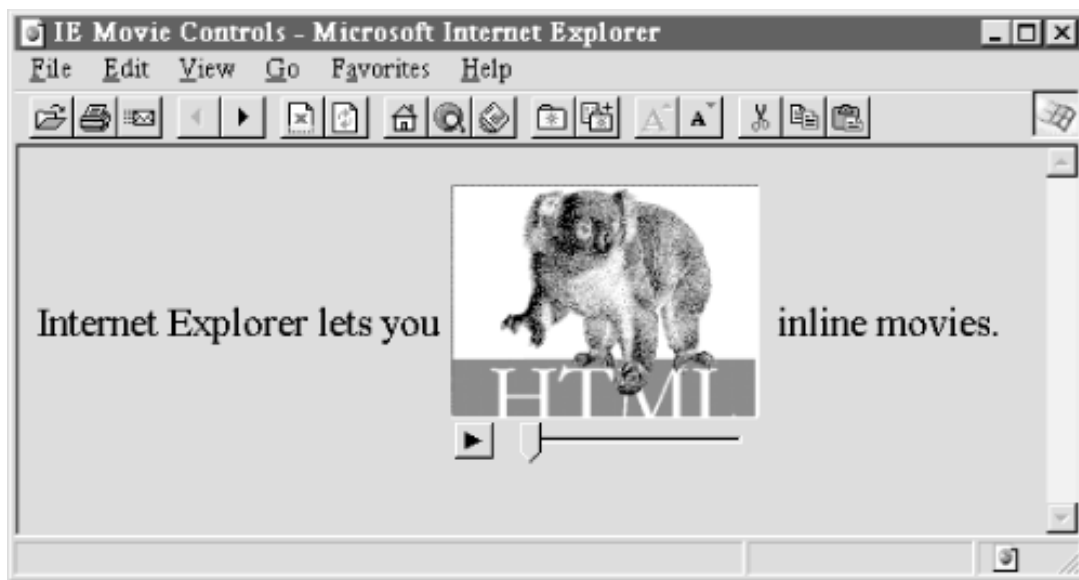 IE Movie Controls - Microsoft Internet Explorer
File Edit View Go Favorites Help
A A
Internet Explorer lets you inline movies.
HTML